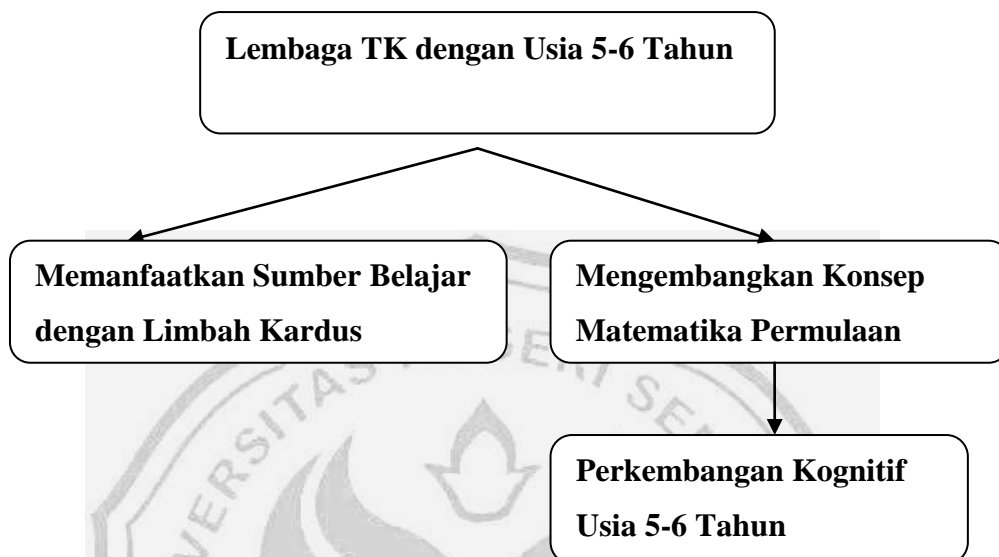 Lembaga TK dengan Usia 5-6 Tahun
Memanfaatkan Sumber Belajar
dengan Limbah Kardus
Mengembangkan Konsep
Matematika Permulaan
Perkembangan Kognitif
Usia 5-6 Tahun